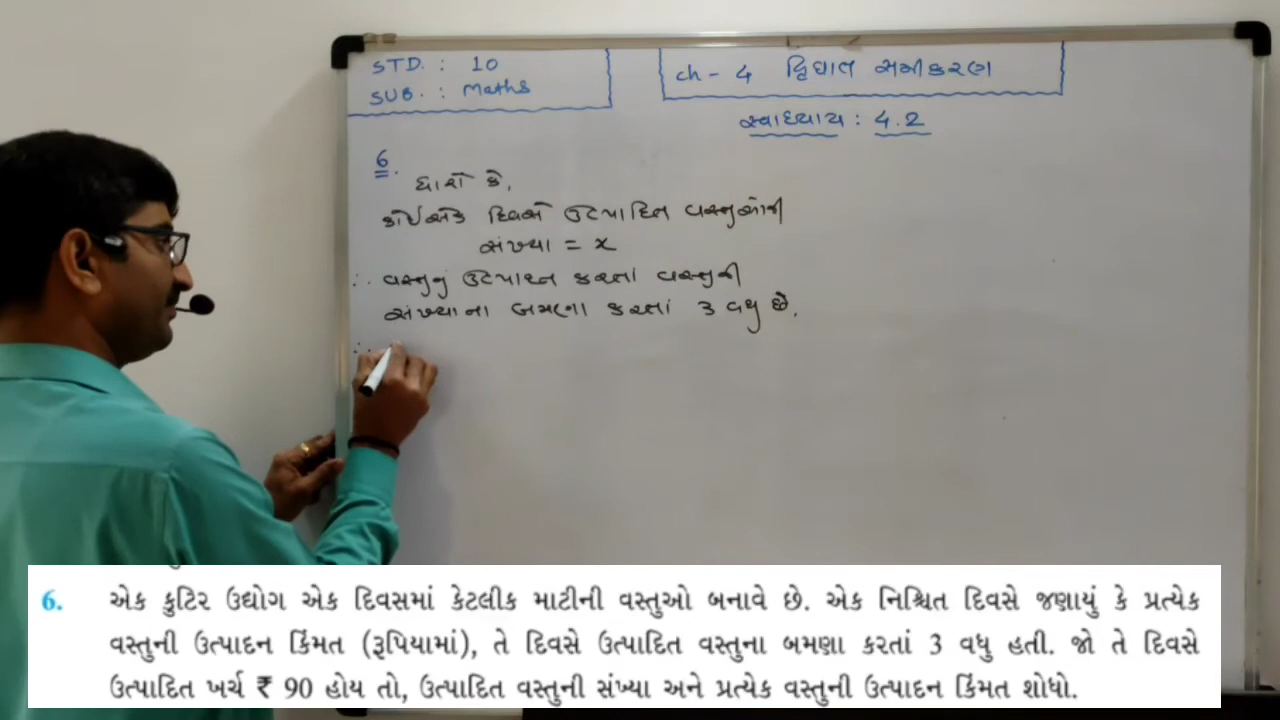 STD. : 10
SUB. : Maths
ch - 4 દ્વિઘાત સમીકરણ
સ્વાધ્યાય : 4.2
6.
ધારો કે,
કોઈએક દિવસે ઉત્પાદિત વસ્તુઓની
સંખ્યા = x
∴ વસ્તુનું ઉત્પાદન કરતાં વસ્તુની
સંખ્યાના બમણા કરતાં 3 વધુ છે.
∴
6. એક કુટિર ઉદ્યોગ એક દિવસમાં કેટલીક માટીની વસ્તુઓ બનાવે છે. એક નિશ્ચિત દિવસે જણાયું કે પ્રત્યેક
વસ્તુની ઉત્પાદન કિંમત (રૂપિયામાં), તે દિવસે ઉત્પાદિત વસ્તુના બમણા કરતાં 3 વધુ હતી. જો તે દિવસે
ઉત્પાદિત ખર્ચ ₹ 90 હોય તો, ઉત્પાદિત વસ્તુની સંખ્યા અને પ્રત્યેક વસ્તુની ઉત્પાદન કિંમત શોધો.